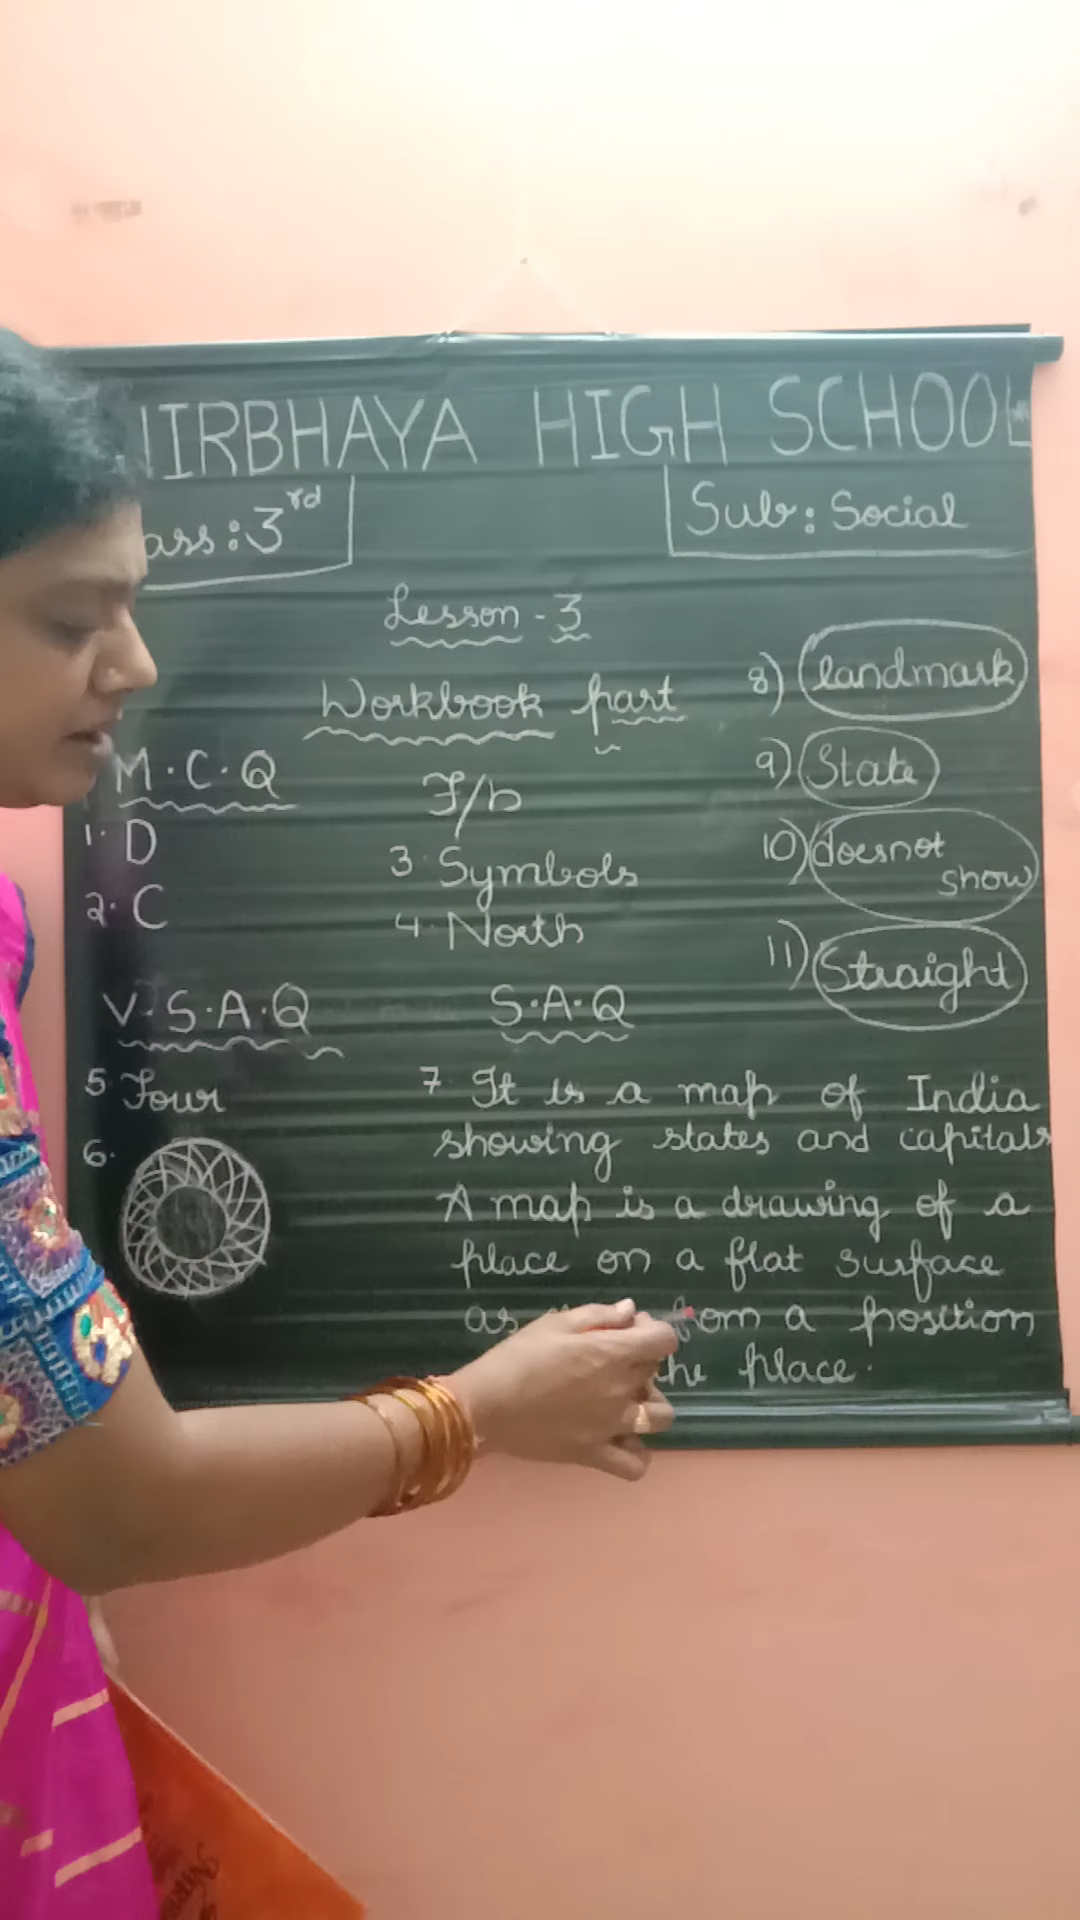 IRBHAYA HIGH SCHOOL
ass: 3rd
Sub: Social
Lesson - 3
Workbook part
M.C.Q
1. D
2. C
F/b
3. Symbols
4. North
V.S.A.Q
5. Four
6.
S.A.Q
7. It is a map of India
showing states and capitals
A map is a drawing of a
place on a flat surface
as from a position
the place.
8) landmark
9) State
10) doesnot
show
11) Straight